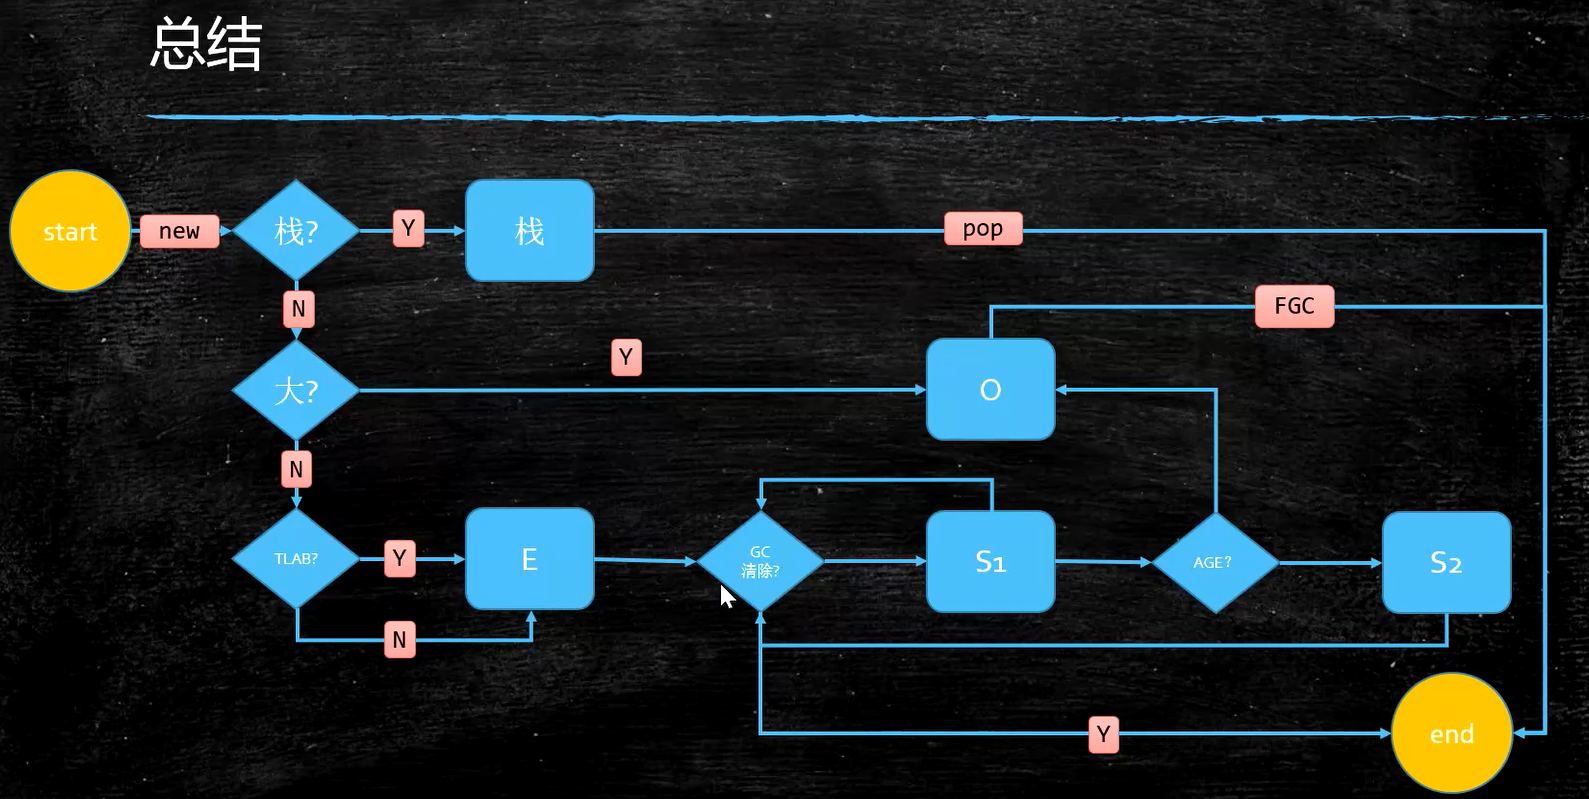 总结
start
new
栈?
Y
栈
pop
N
FGC
大?
Y
O
N
TLAB?
Y
E
GC
清除?
S1
AGE?
S2
N
Y
end